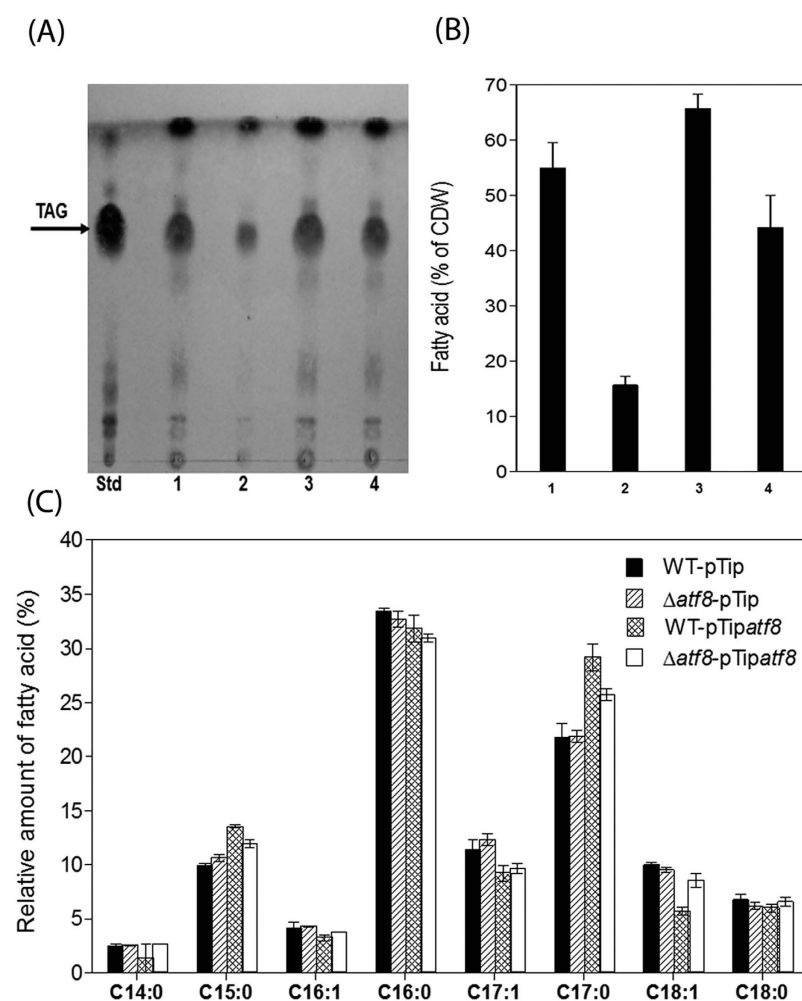 (A)
TAG
Std 1 2 3 4
(B)
Fatty acid (% of CDW)
70
60
50
40
30
20
10
0
1 2 3 4
(C)
Relative amount of fatty acid (%)
40
35
30
25
20
15
10
5
0
WT-pTip
Δatf8-pTip
WT-pTipatf8
Δatf8-pTipatf8
C14:0 C15:0 C16:1 C16:0 C17:1 C17:0 C18:1 C18:0